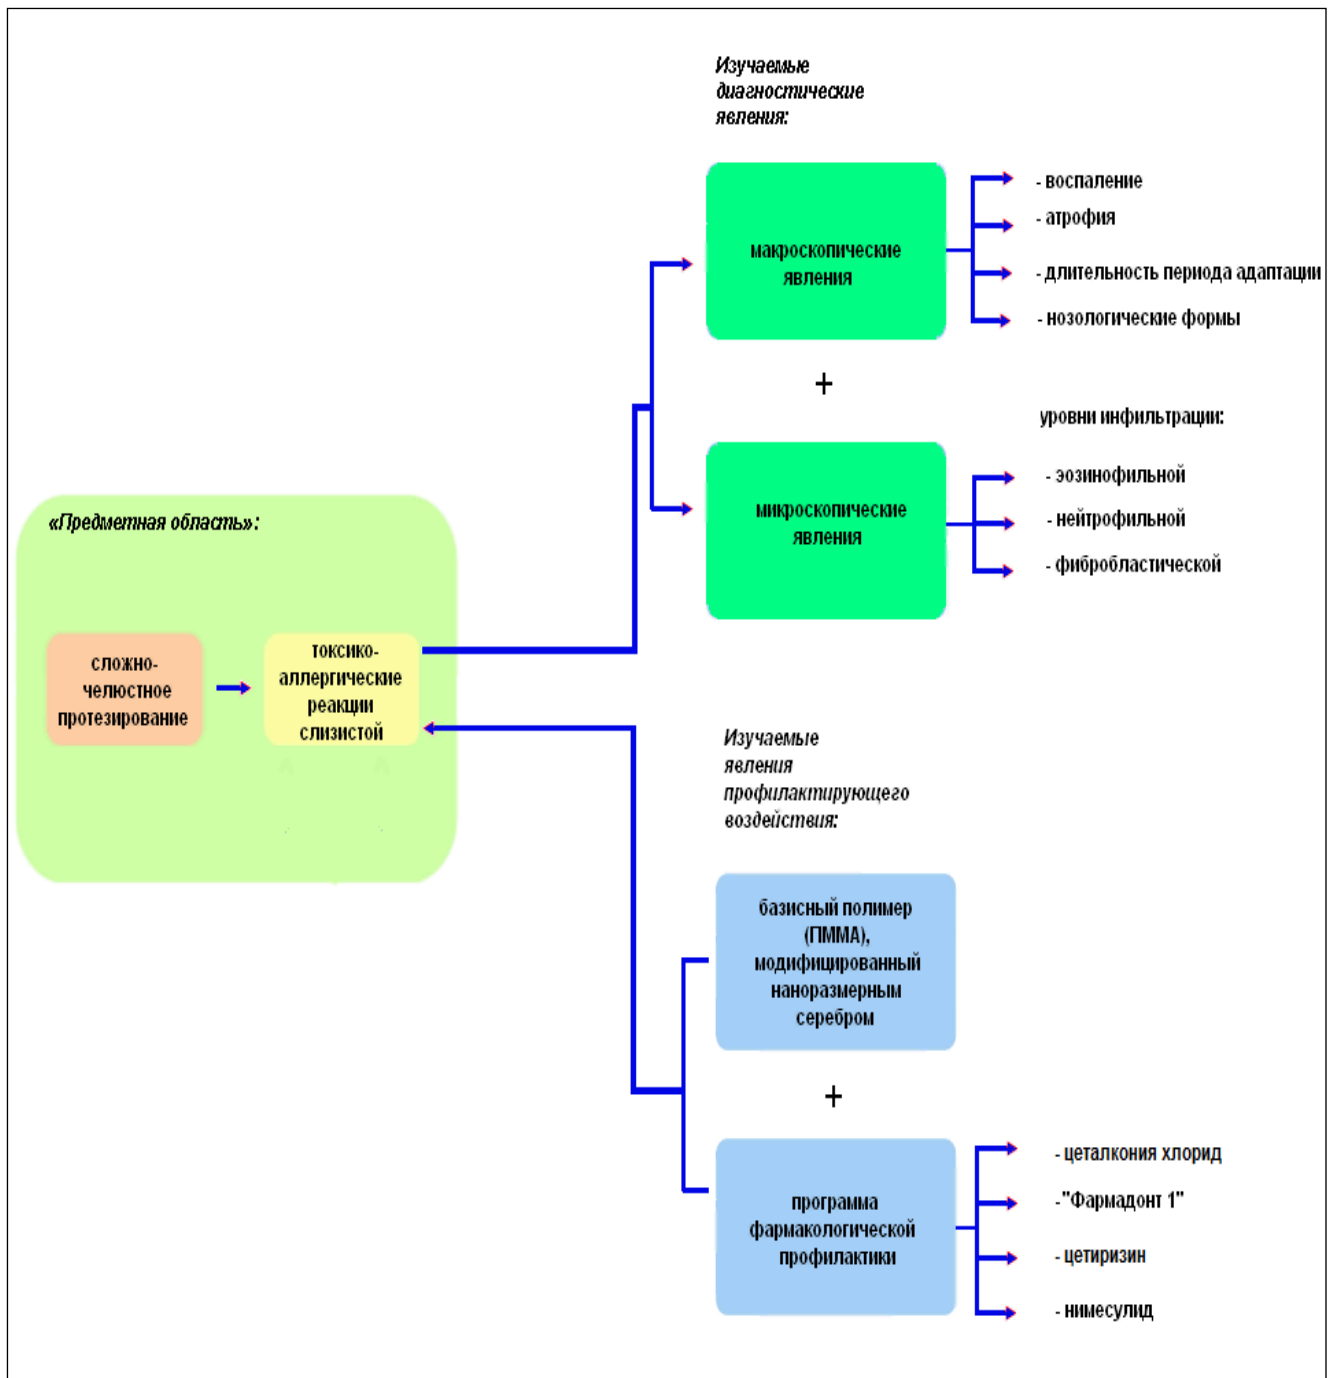 Изучаемые
диагностические
явления:
макроскопические
явления
- воспаление
- атрофия
- длительность периода адаптации
- нозологические формы
+
уровни инфильтрации:
микроскопические
явления
- эозинофильной
- нейтрофильной
- фибробластической
«Предметная область»:
сложно-
челюстное
протезирование
токсико-
аллергические
реакции
слизистой
Изучаемые
явления
профилактирующего
воздействия:
базисный полимер
(ПММА),
модифицированный
наноразмерным
серебром
+
программа
фармакологической
профилактики
- цеталкония хлорид
-"Фармадонт 1"
- цетиризин
- нимесулид